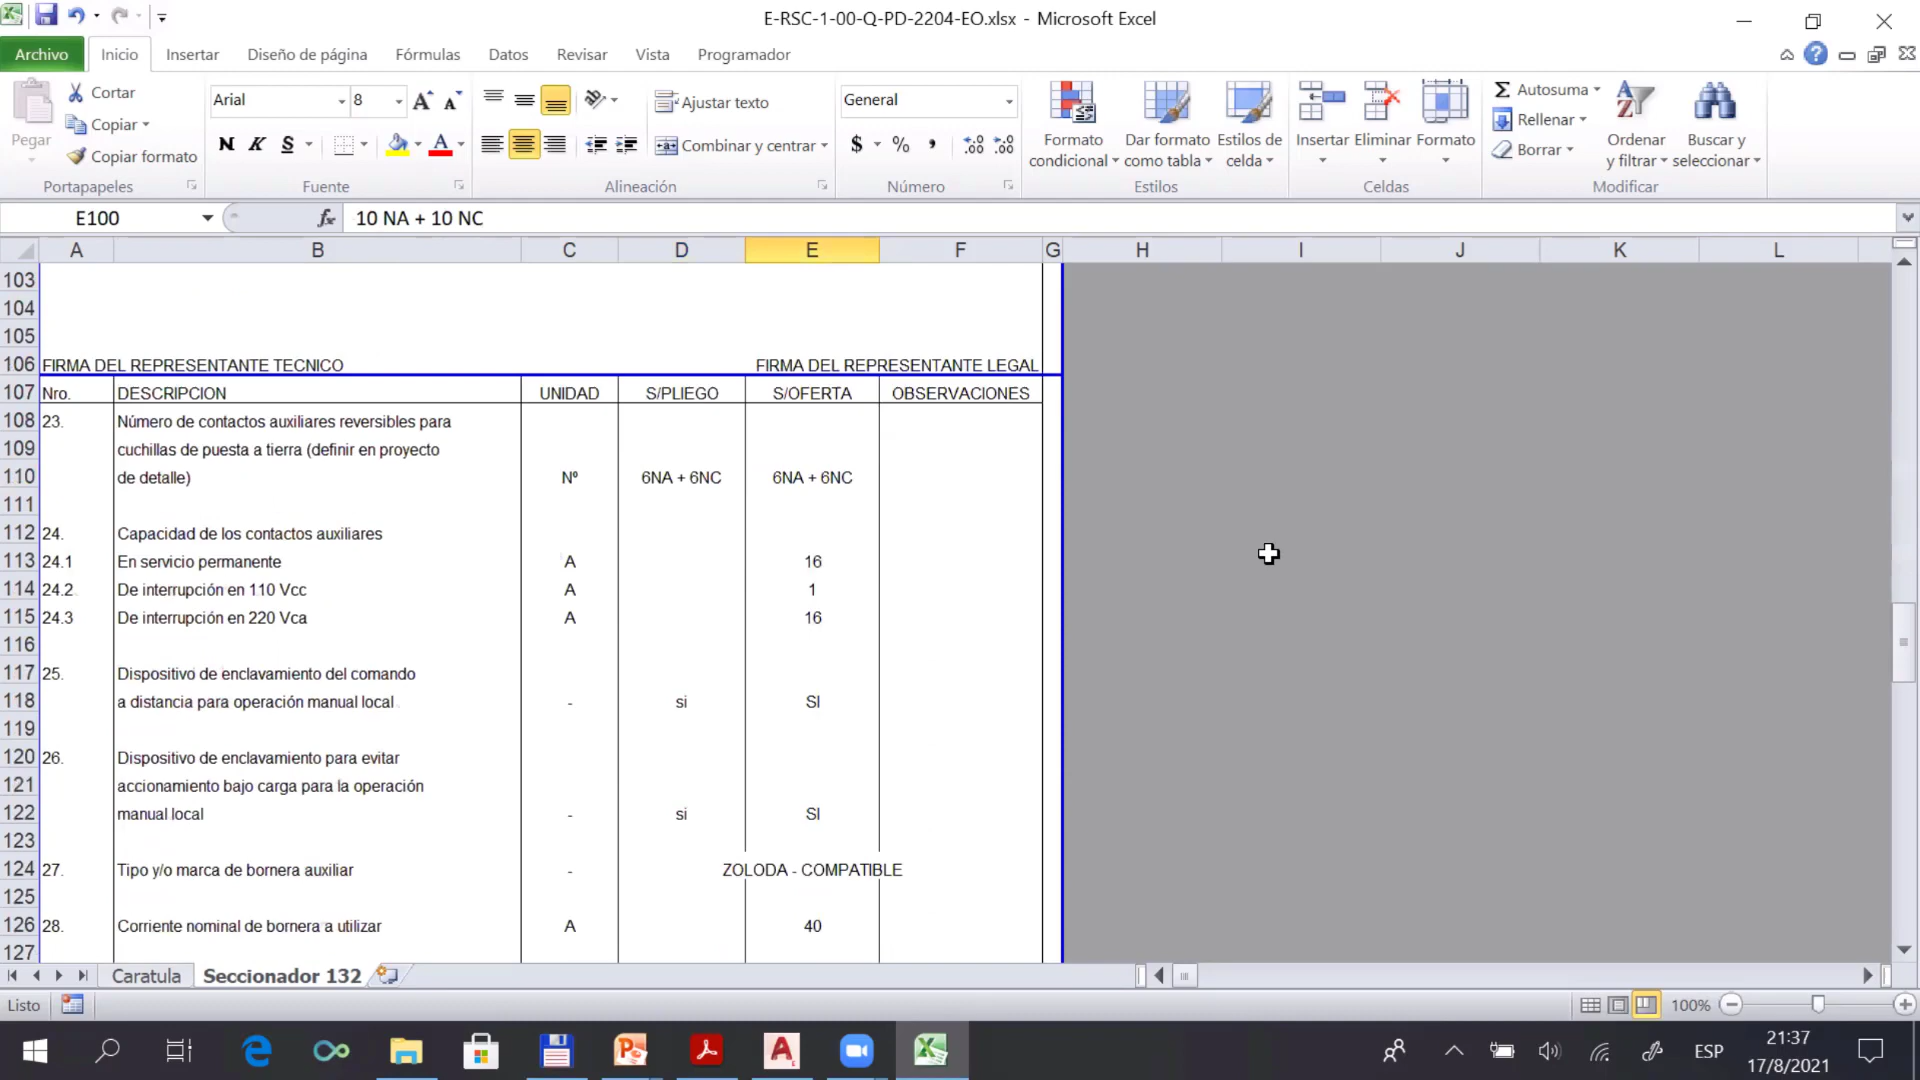 E-RSC-1-00-Q-PD-2204-EO.xlsx - Microsoft Excel
Archivo Inicio Insertar Diseño de página Fórmulas Datos Revisar Vista Programador
Pegar
Cortar
Copiar
Copiar formato
Portapapeles
Arial 8
N K S
Fuente
Ajustar texto
Combinar y centrar
Alineación
General
$ % ,
Número
Formato condicional
Dar formato como tabla
Estilos de celda
Estilos
Insertar Eliminar Formato
Celdas
Autosuma
Rellenar
Borrar
Ordenar y filtrar
Buscar y seleccionar
Modificar
E100 fx 10 NA + 10 NC
A B C D E F G H I J K L
103
104
105
106 FIRMA DEL REPRESENTANTE TECNICO FIRMA DEL REPRESENTANTE LEGAL
107 Nro. DESCRIPCION UNIDAD S/PLIEGO S/OFERTA OBSERVACIONES
108 23. Número de contactos auxiliares reversibles para
109 cuchillas de puesta a tierra (definir en proyecto
110 de detalle) Nº 6NA + 6NC 6NA + 6NC
111
112 24. Capacidad de los contactos auxiliares
113 24.1 En servicio permanente A 16
114 24.2 De interrupción en 110 Vcc A 1
115 24.3 De interrupción en 220 Vca A 16
116
117 25. Dispositivo de enclavamiento del comando
118 a distancia para operación manual local - si SI
119
120 26. Dispositivo de enclavamiento para evitar
121 accionamiento bajo carga para la operación
122 manual local - si SI
123
124 27. Tipo y/o marca de bornera auxiliar - ZOLODA - COMPATIBLE
125
126 28. Corriente nominal de bornera a utilizar A 40
127
Caratula Seccionador 132
Listo 100%
ESP
21:37
17/8/2021